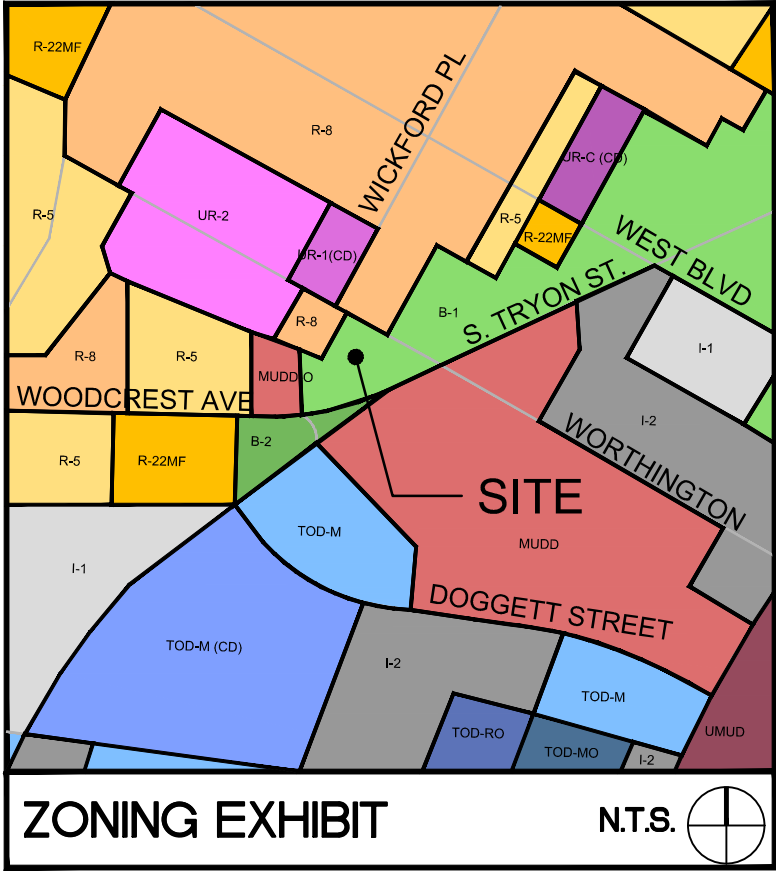 R-22MF
R-8
WICKFORD PL
UR-C (CD)
R-5
UR-2
R-5
R-22MF
UR-1(CD)
WEST BLVD
S. TRYON ST.
B-1
R-8
I-1
R-8
R-5
MUDD-O
WOODCREST AVE
I-2
B-2
WORTHINGTON
R-5
R-22MF
SITE
TOD-M
MUDD
I-1
DOGGETT STREET
TOD-M (CD)
I-2
TOD-M
TOD-RO
TOD-MO
I-2
UMUD
ZONING EXHIBIT
N.T.S.